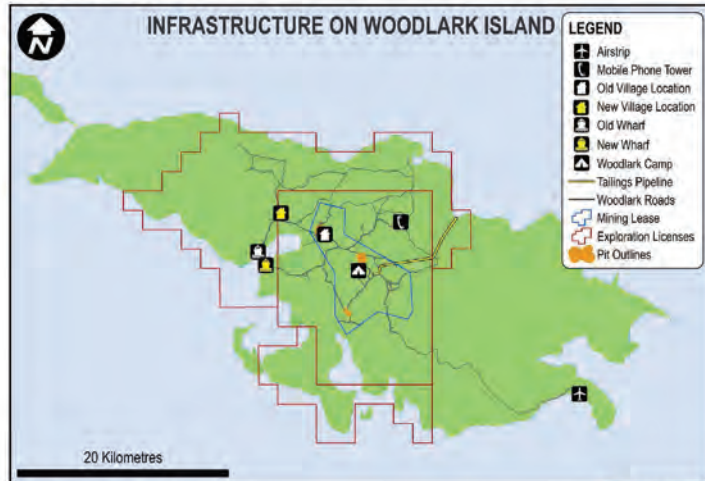 INFRASTRUCTURE ON WOODLARK ISLAND
N
LEGEND
Airstrip
Mobile Phone Tower
Old Village Location
New Village Location
Old Wharf
New Wharf
Woodlark Camp
Tailings Pipeline
Woodlark Roads
Mining Lease
Exploration Licenses
Pit Outlines
20 Kilometres